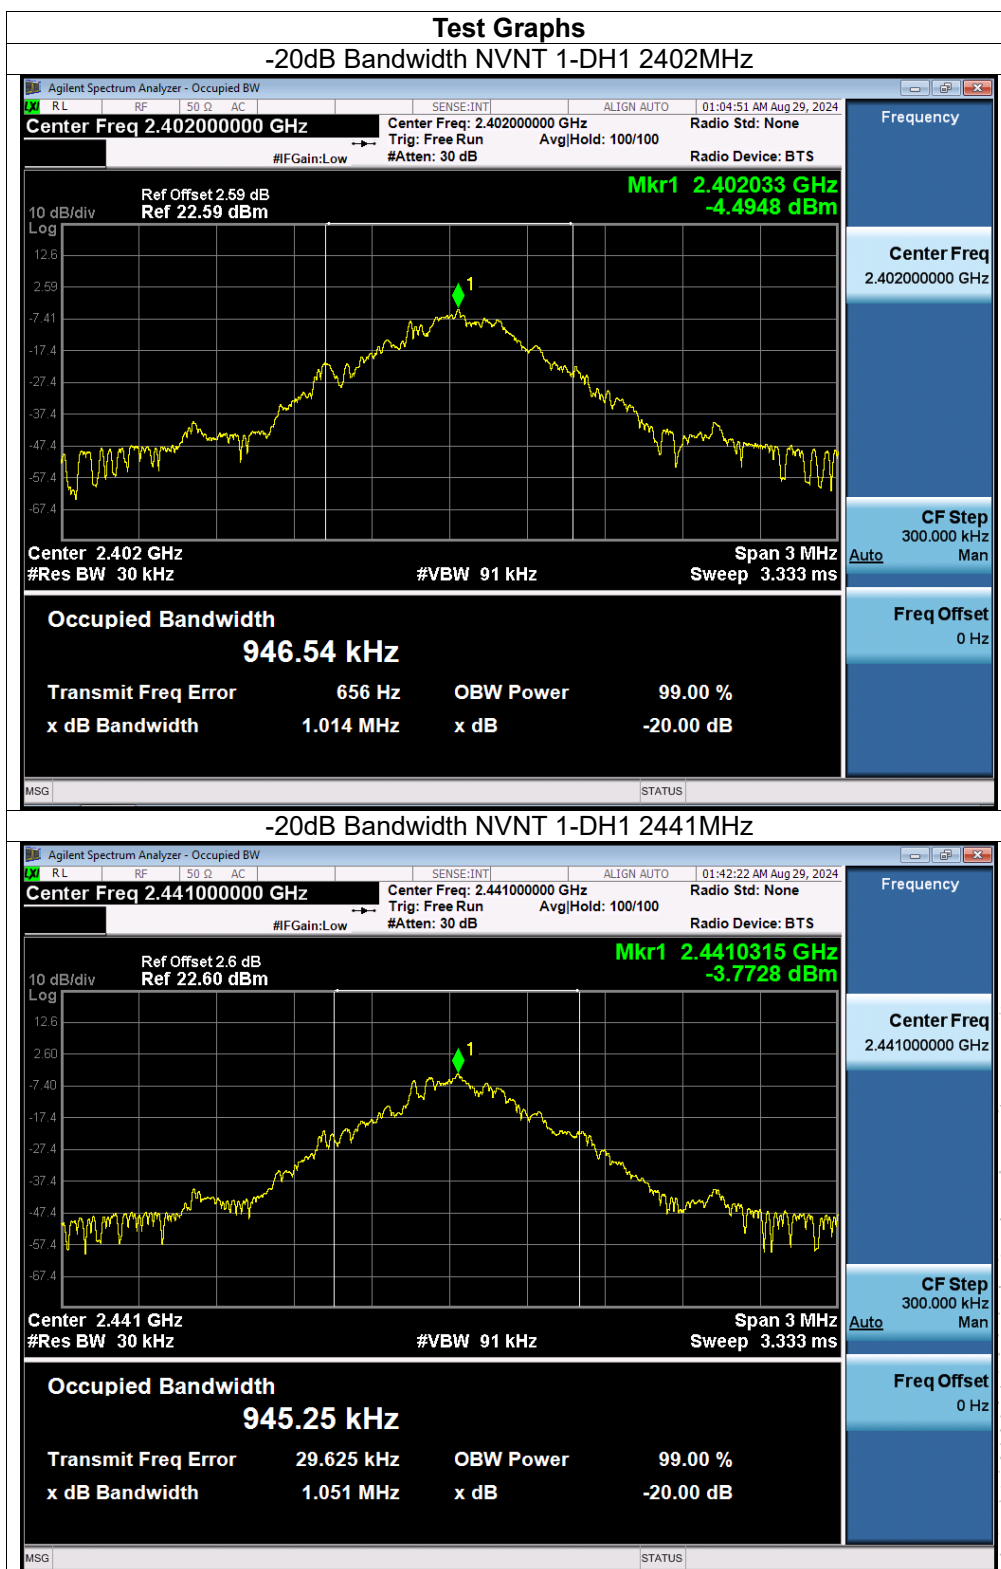 Test Graphs
-20dB Bandwidth NVNT 1-DH1 2402MHz
Agilent Spectrum Analyzer - Occupied BW
LXI RL RF 50 Ω AC SENSE:INT ALIGN AUTO 01:04:51 AM Aug 29, 2024
Center Freq 2.402000000 GHz Center Freq: 2.402000000 GHz Radio Std: None
Trig: Free Run Avg|Hold: 100/100
#IFGain:Low #Atten: 30 dB Radio Device: BTS
Frequency
Mkr1 2.402033 GHz
-4.4948 dBm
Ref Offset 2.59 dB
10 dB/div Ref 22.59 dBm
Log
12.6
2.59
-7.41
-17.4
-27.4
-37.4
-47.4
-57.4
-67.4
1
Center 2.402 GHz Span 3 MHz
#Res BW 30 kHz #VBW 91 kHz Sweep 3.333 ms
Center Freq
2.402000000 GHz
CF Step
300.000 kHz
Auto Man
Freq Offset
0 Hz
Occupied Bandwidth
946.54 kHz
Transmit Freq Error 656 Hz OBW Power 99.00 %
x dB Bandwidth 1.014 MHz x dB -20.00 dB
MSG STATUS
-20dB Bandwidth NVNT 1-DH1 2441MHz
Agilent Spectrum Analyzer - Occupied BW
LXI RL RF 50 Ω AC SENSE:INT ALIGN AUTO 01:42:22 AM Aug 29, 2024
Center Freq 2.441000000 GHz Center Freq: 2.441000000 GHz Radio Std: None
Trig: Free Run Avg|Hold: 100/100
#IFGain:Low #Atten: 30 dB Radio Device: BTS
Frequency
Mkr1 2.4410315 GHz
-3.7728 dBm
Ref Offset 2.6 dB
10 dB/div Ref 22.60 dBm
Log
12.6
2.60
-7.40
-17.4
-27.4
-37.4
-47.4
-57.4
-67.4
1
Center 2.441 GHz Span 3 MHz
#Res BW 30 kHz #VBW 91 kHz Sweep 3.333 ms
Center Freq
2.441000000 GHz
CF Step
300.000 kHz
Auto Man
Freq Offset
0 Hz
Occupied Bandwidth
945.25 kHz
Transmit Freq Error 29.625 kHz OBW Power 99.00 %
x dB Bandwidth 1.051 MHz x dB -20.00 dB
MSG STATUS